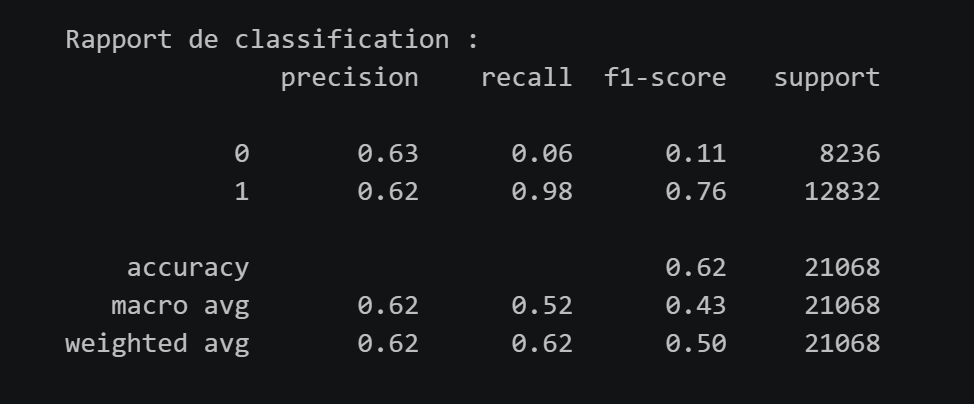 Rapport de classification :
precision recall f1-score support
0 0.63 0.06 0.11 8236
1 0.62 0.98 0.76 12832
accuracy 0.62 21068
macro avg 0.62 0.52 0.43 21068
weighted avg 0.62 0.62 0.50 21068